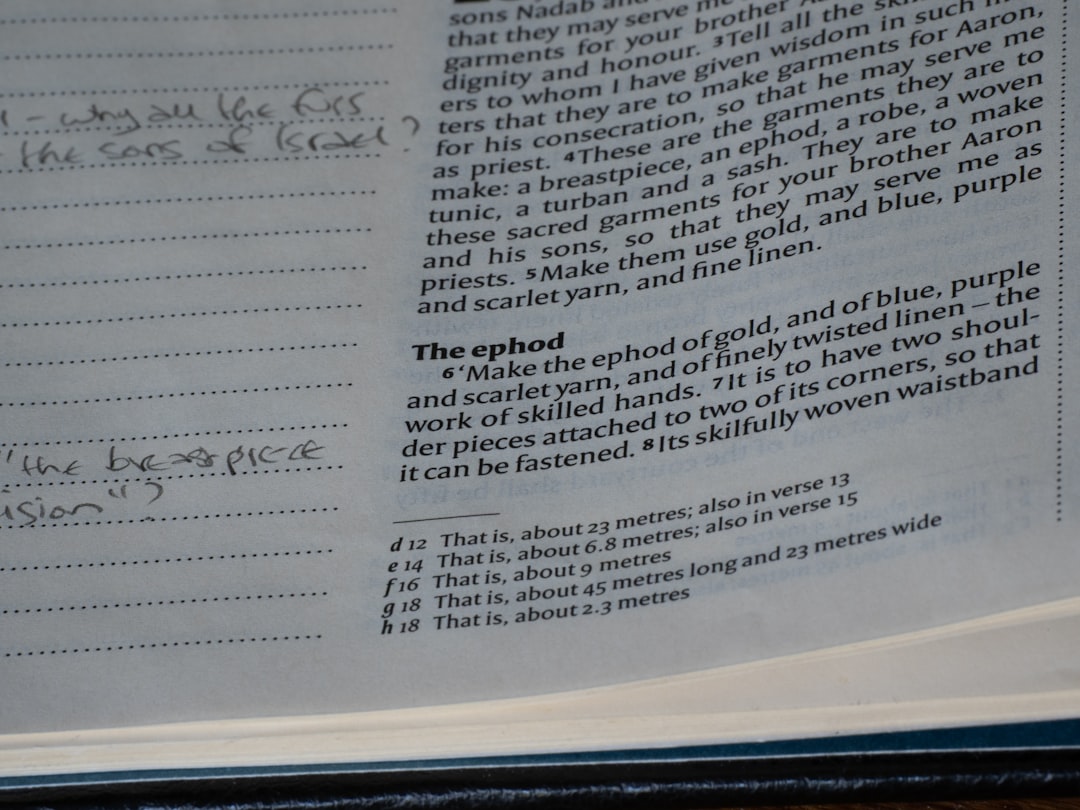 – why all the furs
the sons of Israel?
"the breastpiece
ision"?
sons Nadab and
that they may serve me
garments for your brother
dignity and honour. 3Tell all the
ers to whom I have given wisdom in such
ters that they are to make garments for Aaron,
for his consecration, so that he may serve me
as priest. 4These are the garments they are to
make: a breastpiece, an ephod, a robe, a woven
tunic, a turban and a sash. They are to make
these sacred garments for your brother Aaron
and his sons, so that they may serve me as
priests. 5Make them use gold, and blue, purple
and scarlet yarn, and fine linen.
The ephod
6‘Make the ephod of gold, and of blue, purple
and scarlet yarn, and of finely twisted linen – the
work of skilled hands. 7It is to have two shoul-
der pieces attached to two of its corners, so that
it can be fastened. 8Its skilfully woven waistband
d 12 That is, about 23 metres; also in verse 13
e 14 That is, about 6.8 metres; also in verse 15
f 16 That is, about 9 metres
g 18 That is, about 45 metres long and 23 metres wide
h 18 That is, about 2.3 metres